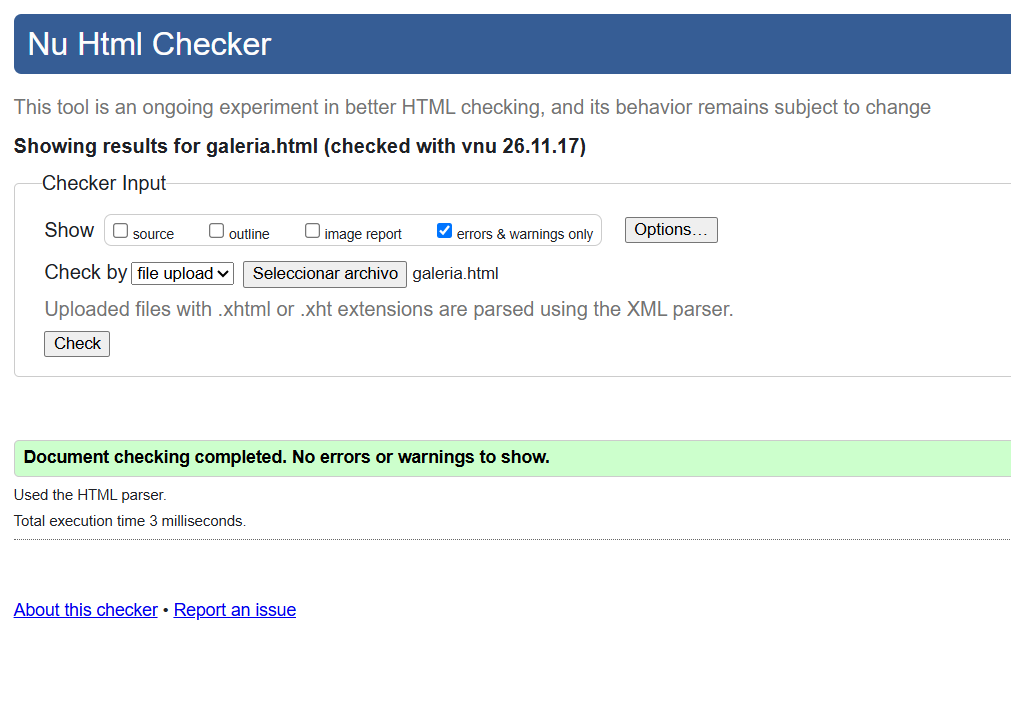 Nu Html Checker
This tool is an ongoing experiment in better HTML checking, and its behavior remains subject to change
Showing results for galeria.html (checked with vnu 26.11.17)
Checker Input
Show source outline image report errors & warnings only Options…
Check by file upload Seleccionar archivo galeria.html
Uploaded files with .xhtml or .xht extensions are parsed using the XML parser.
Check
Document checking completed. No errors or warnings to show.
Used the HTML parser.
Total execution time 3 milliseconds.
About this checker • Report an issue